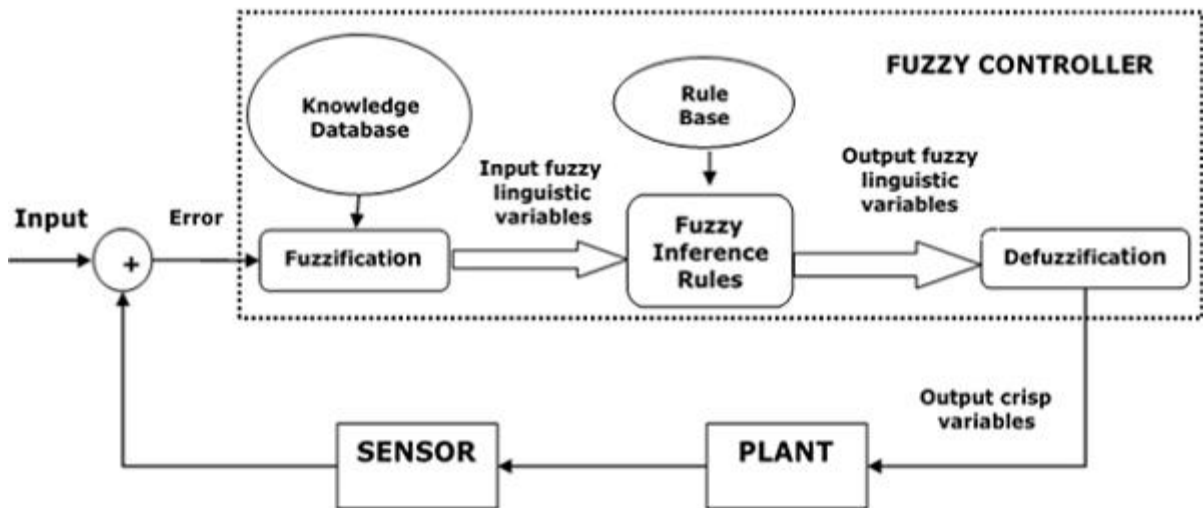 FUZZY CONTROLLER
Knowledge
Database
Rule
Base
Input fuzzy
linguistic
variables
Output fuzzy
linguistic
variables
Input
Error
+
Fuzzification
Fuzzy
Inference
Rules
Defuzzification
Output crisp
variables
SENSOR
PLANT